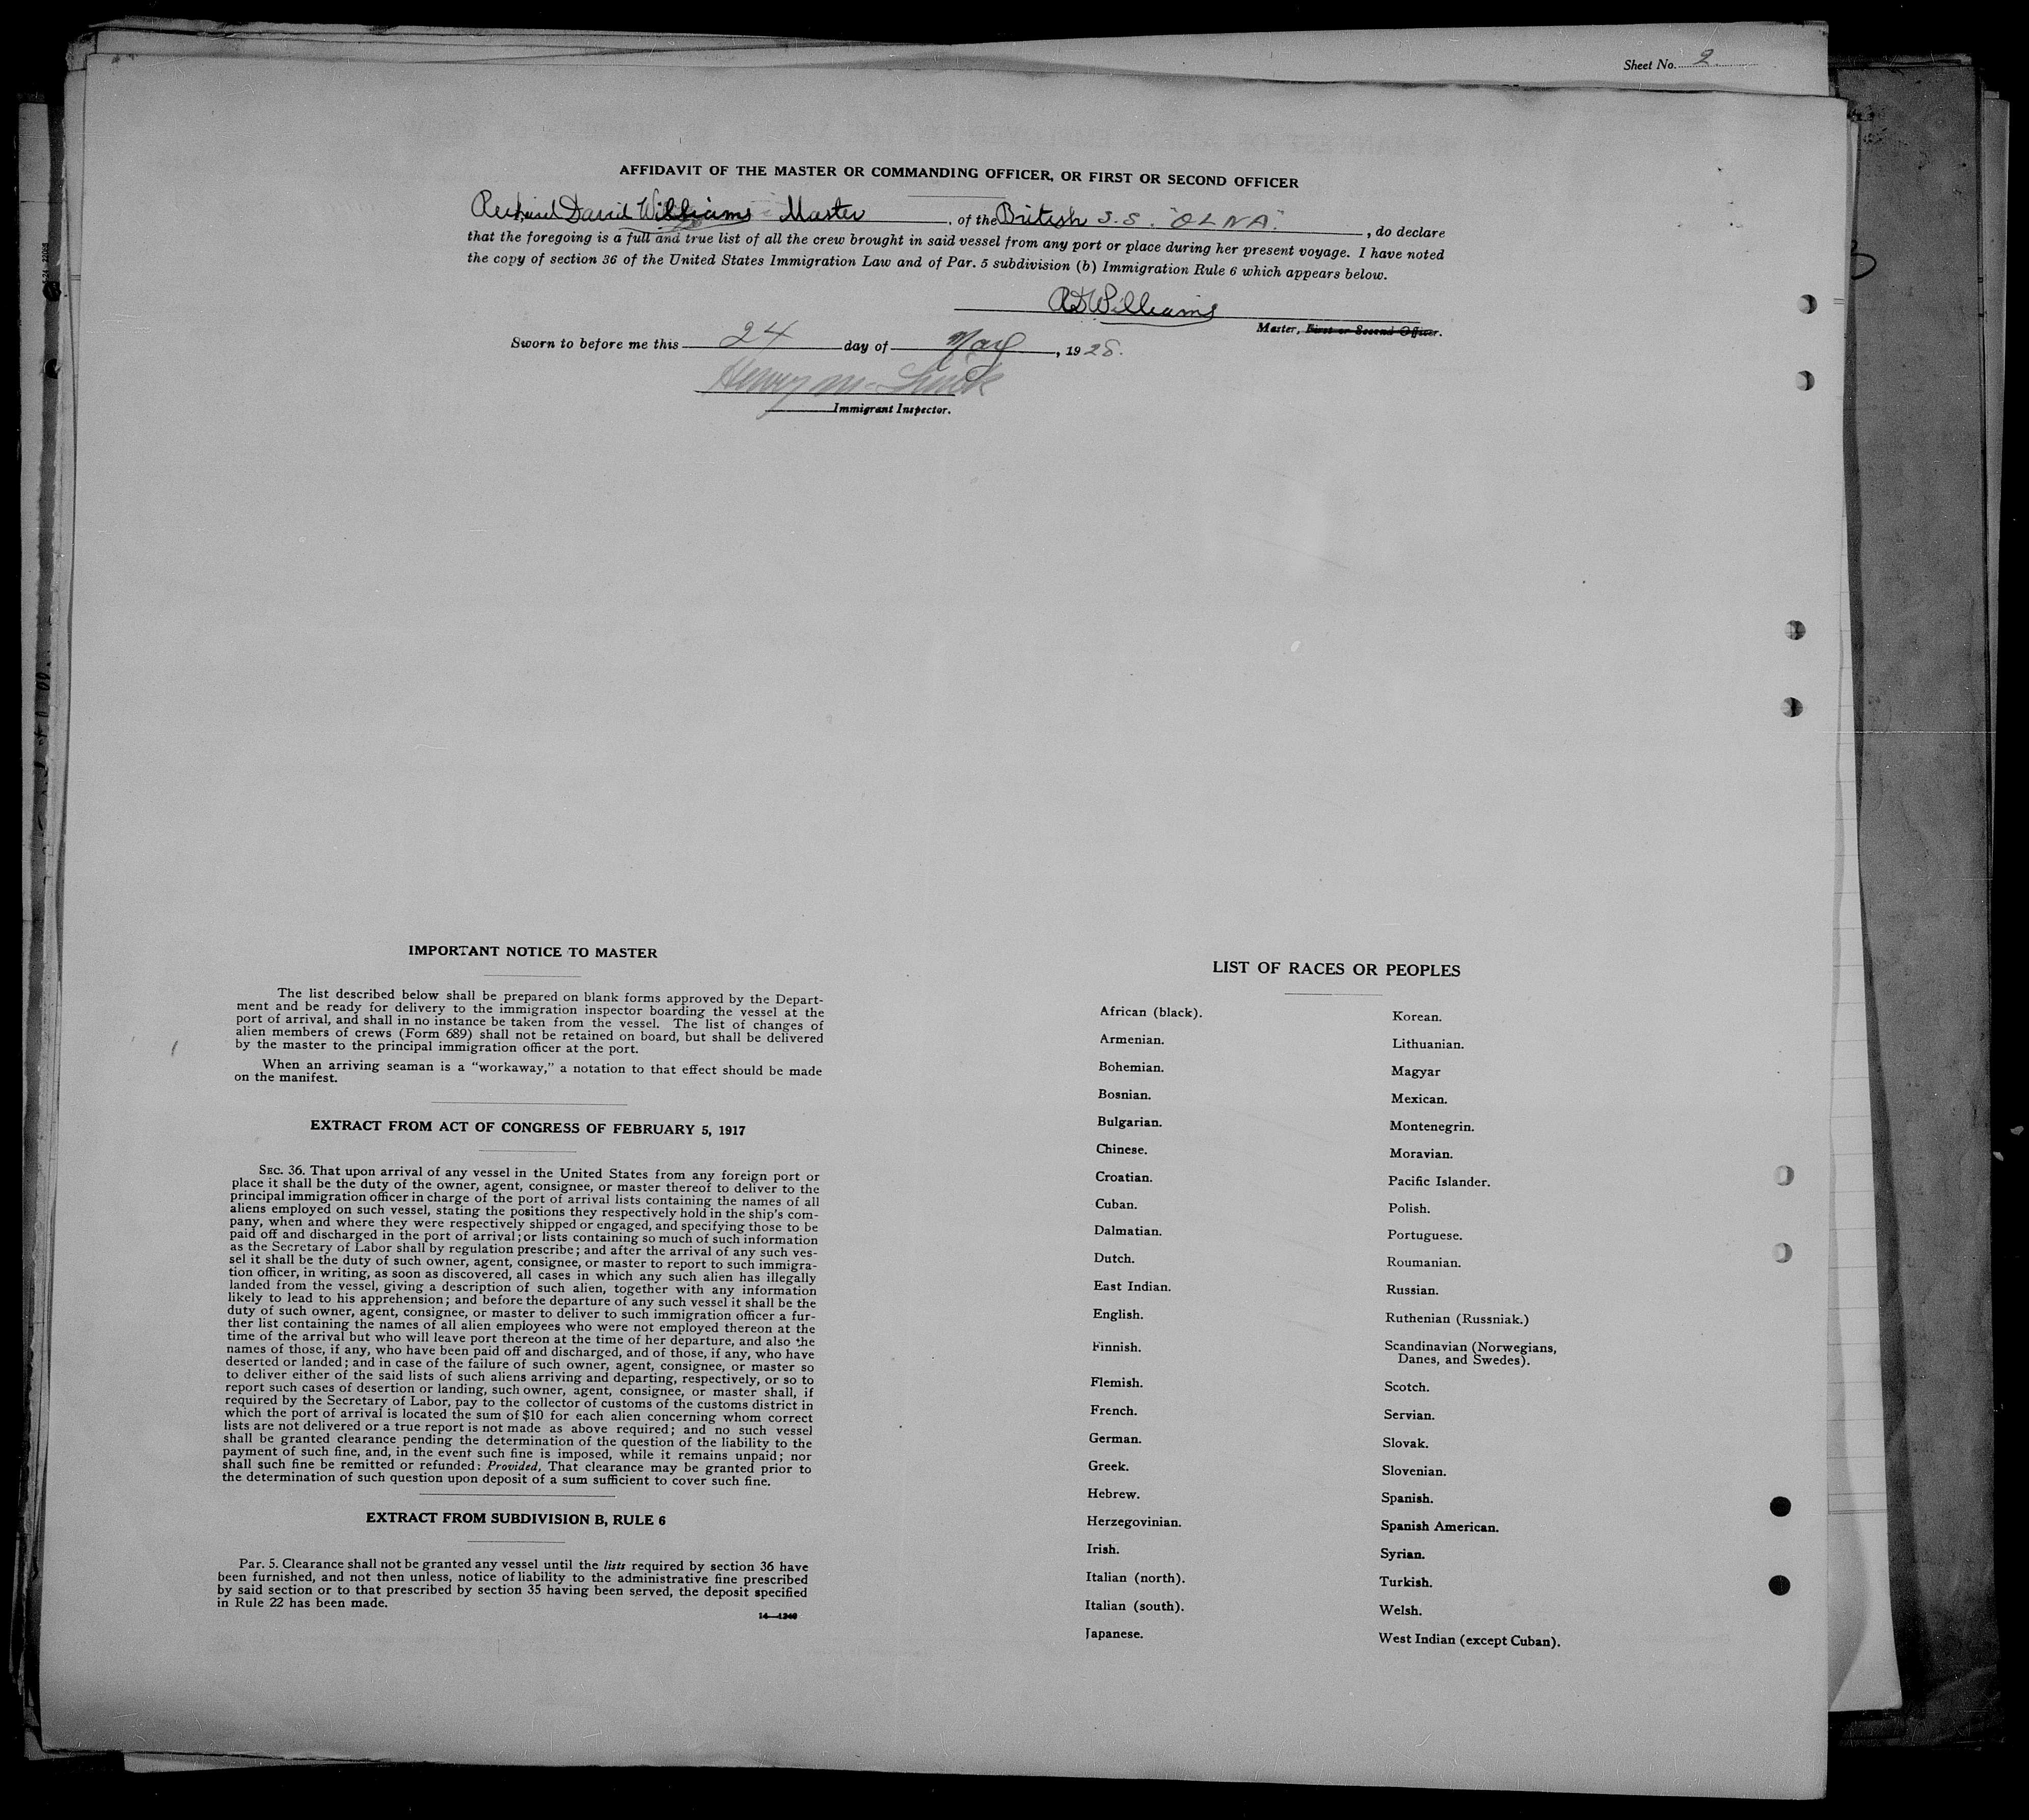 Sheet No. 2
AFFIDAVIT OF THE MASTER OR COMMANDING OFFICER, OR FIRST OR SECOND OFFICER
Richard David Williams - Master, of the British S.S. "OLNA", do declare
that the foregoing is a full and true list of all the crew brought in said vessel from any port or place during her present voyage. I have noted
the copy of section 36 of the United States Immigration Law and of Par. 5 subdivision (b) Immigration Rule 6 which appears below.
RDWilliams
Master, First or Second Officer.
Sworn to before me this 24 day of May, 1928.
Henry
Immigrant Inspector.
IMPORTANT NOTICE TO MASTER
The list described below shall be prepared on blank forms approved by the Depart-
ment and be ready for delivery to the immigration inspector boarding the vessel at the
port of arrival, and shall in no instance be taken from the vessel. The list of changes of
alien members of crews (Form 689) shall not be retained on board, but shall be delivered
by the master to the principal immigration officer at the port.
When an arriving seaman is a "workaway," a notation to that effect should be made
on the manifest.
EXTRACT FROM ACT OF CONGRESS OF FEBRUARY 5, 1917
SEC. 36. That upon arrival of any vessel in the United States from any foreign port or
place it shall be the duty of the owner, agent, consignee, or master thereof to deliver to the
principal immigration officer in charge of the port of arrival lists containing the names of all
aliens employed on such vessel, stating the positions they respectively hold in the ship's com-
pany, when and where they were respectively shipped or engaged, and specifying those to be
paid off and discharged in the port of arrival; or lists containing so much of such information
as the Secretary of Labor shall by regulation prescribe; and after the arrival of any such ves-
sel it shall be the duty of such owner, agent, consignee, or master to report to such immigra-
tion officer, in writing, as soon as discovered, all cases in which any such alien has illegally
landed from the vessel, giving a description of such alien, together with any information
likely to lead to his apprehension; and before the departure of any such vessel it shall be the
duty of such owner, agent, consignee, or master to deliver to such immigration officer a fur-
ther list containing the names of all alien employees who were not employed thereon at the
time of the arrival but who will leave port thereon at the time of her departure, and also the
names of those, if any, who have been paid off and discharged, and of those, if any, who have
deserted or landed; and in case of the failure of such owner, agent, consignee, or master so
to deliver either of the said lists of such aliens arriving and departing, respectively, or so to
report such cases of desertion or landing, such owner, agent, consignee, or master shall, if
required by the Secretary of Labor, pay to the collector of customs of the customs district in
which the port of arrival is located the sum of $10 for each alien concerning whom correct
lists are not delivered or a true report is not made as above required; and no such vessel
shall be granted clearance pending the determination of the question of the liability to the
payment of such fine, and, in the event such fine is imposed, while it remains unpaid; nor
shall such fine be remitted or refunded: Provided, That clearance may be granted prior to
the determination of such question upon deposit of a sum sufficient to cover such fine.
EXTRACT FROM SUBDIVISION B, RULE 6
Par. 5. Clearance shall not be granted any vessel until the lists required by section 36 have
been furnished, and not then unless, notice of liability to the administrative fine prescribed
by said section or to that prescribed by section 35 having been served, the deposit specified
in Rule 22 has been made.
14—1240
LIST OF RACES OR PEOPLES
African (black).
Armenian.
Bohemian.
Bosnian.
Bulgarian.
Chinese.
Croatian.
Cuban.
Dalmatian.
Dutch.
East Indian.
English.
Finnish.
Flemish.
French.
German.
Greek.
Hebrew.
Herzegovinian.
Irish.
Italian (north).
Italian (south).
Japanese.
Korean.
Lithuanian.
Magyar
Mexican.
Montenegrin.
Moravian.
Pacific Islander.
Polish.
Portuguese.
Roumanian.
Russian.
Ruthenian (Russniak.)
Scandinavian (Norwegians,
Danes, and Swedes).
Scotch.
Servian.
Slovak.
Slovenian.
Spanish.
Spanish American.
Syrian.
Turkish.
Welsh.
West Indian (except Cuban).